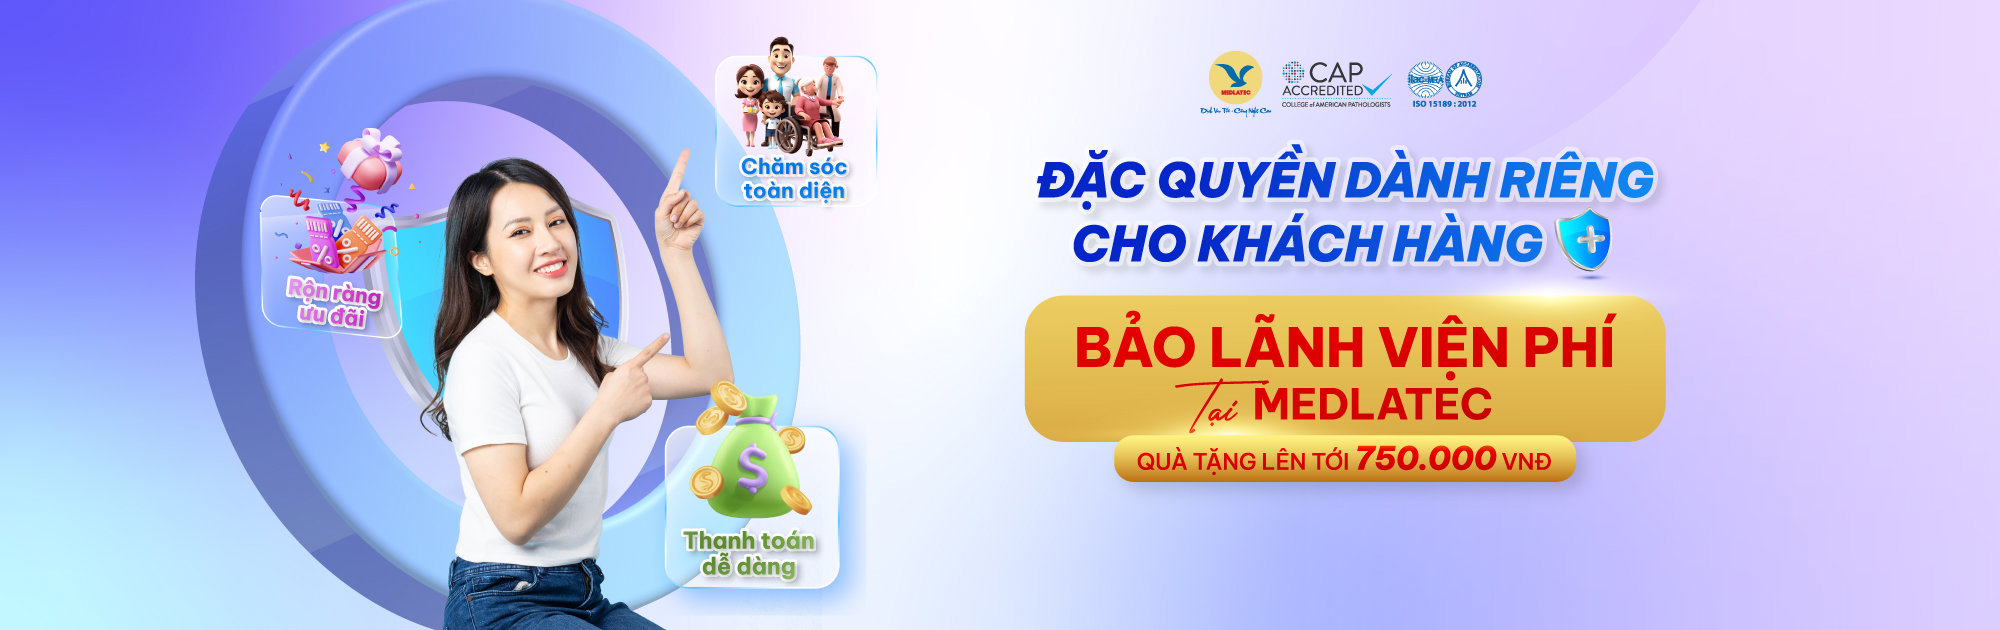 MEDLATEC
CAP
ACCREDITED
COLLEGE of AMERICAN PATHOLOGISTS
ilac-MRA
ISO 15189 : 2012
ĐẶC QUYỀN DÀNH RIÊNG
CHO KHÁCH HÀNG
BẢO LÃNH VIỆN PHÍ
Tại MEDLATEC
QUÀ TẶNG LÊN TỚI 750.000 VNĐ
Chăm sóc
toàn diện
Rộn ràng
ưu đãi
%
%
%
$
Thanh toán
dễ dàng